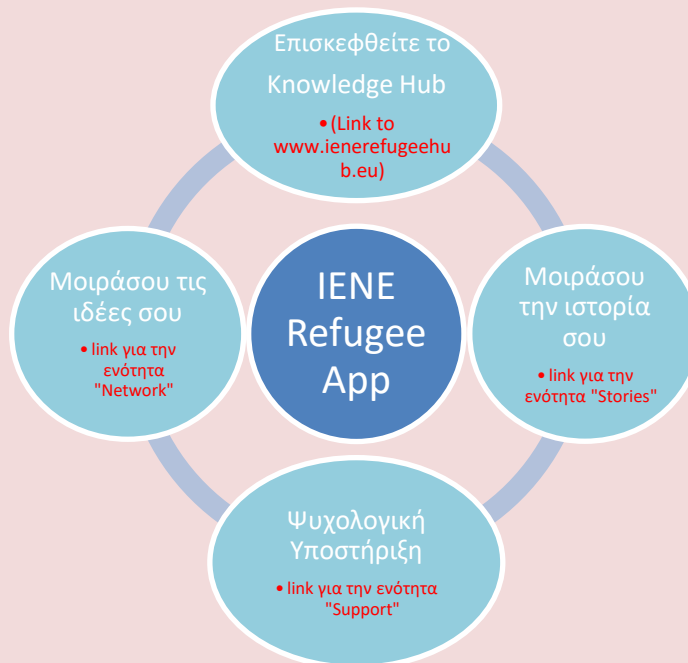 Επισκεφθείτε το
Knowledge Hub
• (Link to
www.ienerefugeehu
b.eu)
Μοιράσου τις
ιδέες σου
• link για την
ενότητα
"Network"
IENE
Refugee
App
Μοιράσου
την ιστορία
σου
• link για την
ενότητα "Stories"
Ψυχολογική
Υποστήριξη
• link για την ενότητα
"Support"